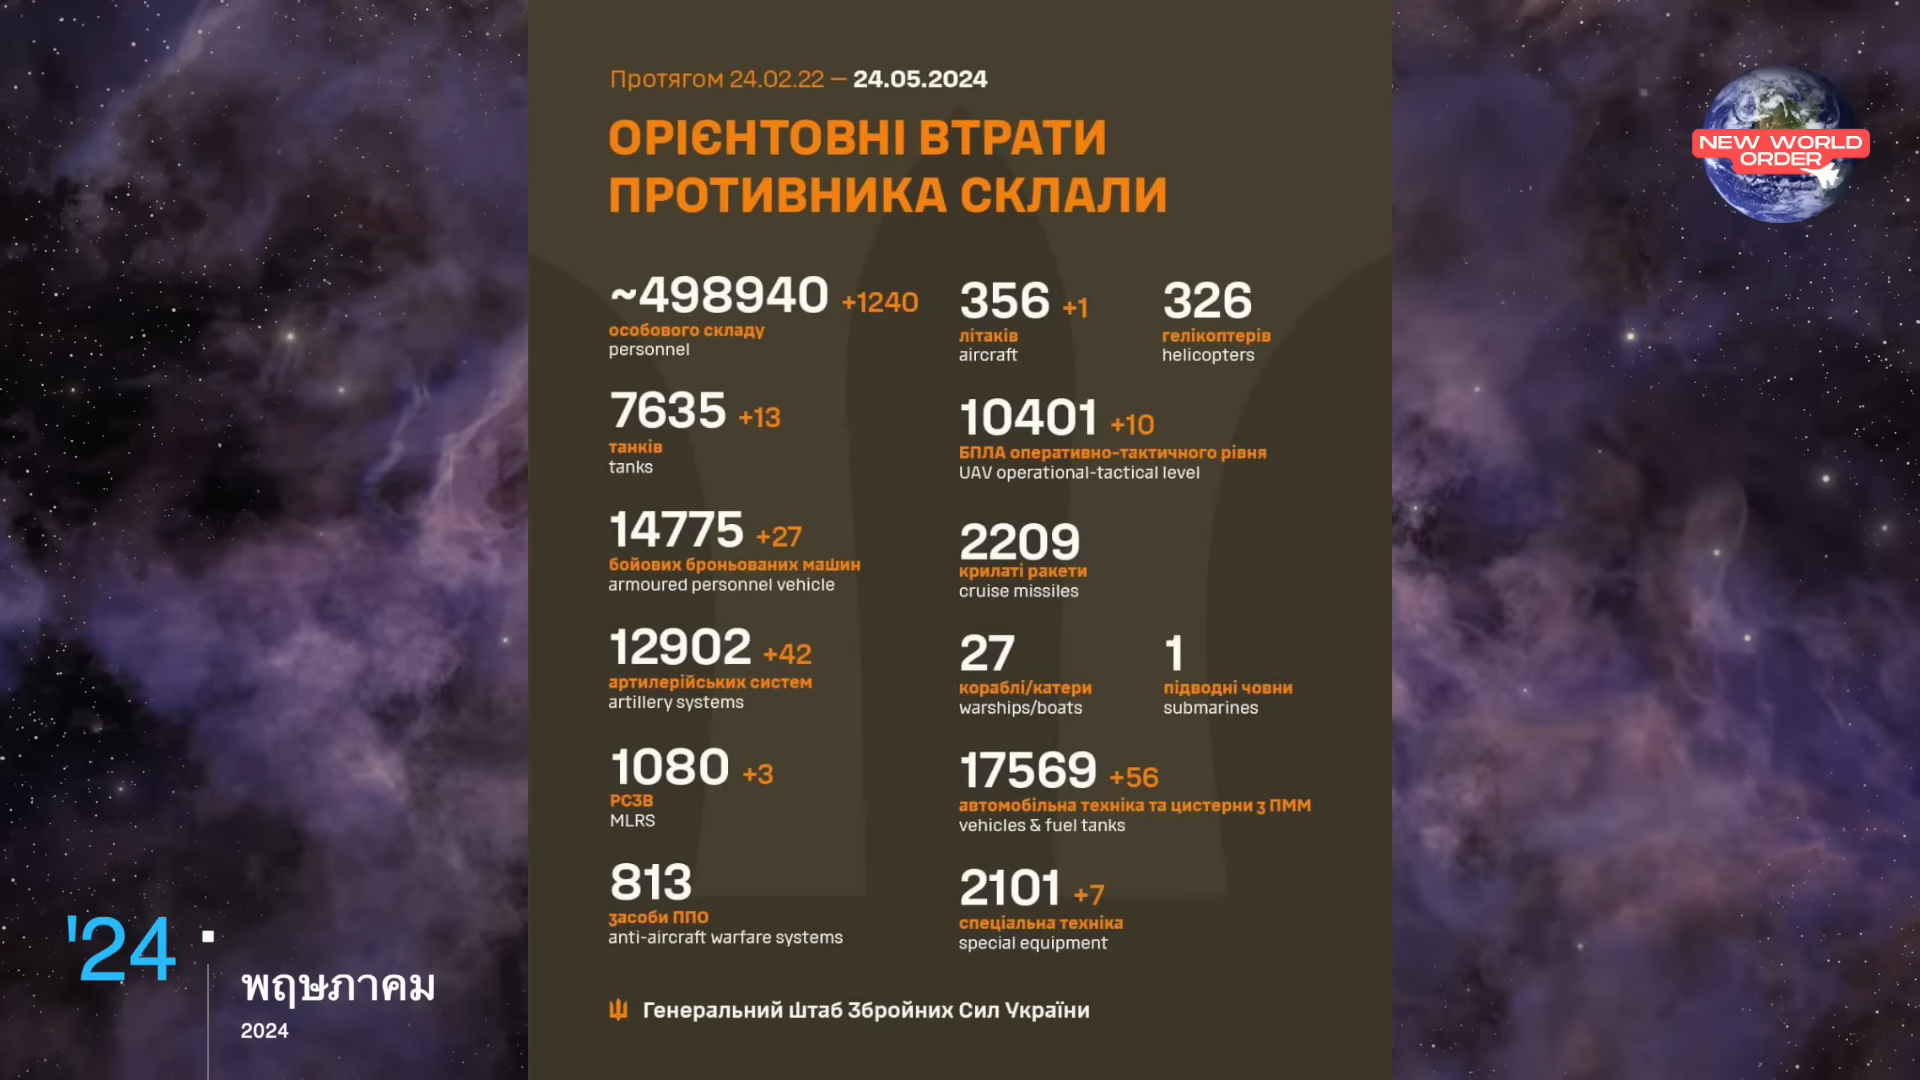 Протягом 24.02.22 — 24.05.2024
ОРІЄНТОВНІ ВТРАТИ
ПРОТИВНИКА СКЛАЛИ
~498940 +1240
особового складу
personnel
356 +1
літаків
aircraft
326
гелікоптерів
helicopters
7635 +13
танків
tanks
10401 +10
БПЛА оперативно-тактичного рівня
UAV operational-tactical level
14775 +27
бойових броньованих машин
armoured personnel vehicle
2209
крилаті ракети
cruise missiles
12902 +42
артилерійських систем
artillery systems
27
кораблі/катери
warships/boats
1
підводні човни
submarines
1080 +3
РСЗВ
MLRS
17569 +56
автомобільна техніка та цистерни з ПММ
vehicles & fuel tanks
813
засоби ППО
anti-aircraft warfare systems
2101 +7
спеціальна техніка
special equipment
Генеральний штаб Збройних Сил України
NEW WORLD
ORDER
'24
พฤษภาคม
2024